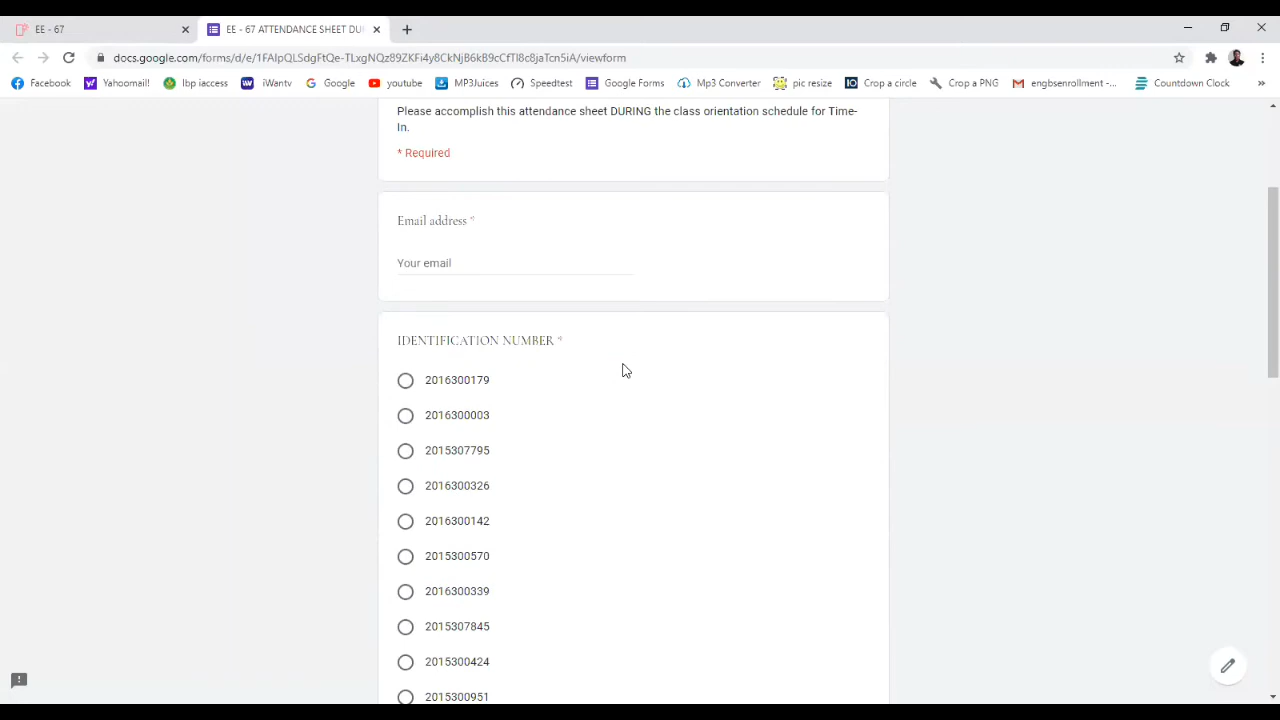 EE - 67
EE - 67 ATTENDANCE SHEET DU
docs.google.com/forms/d/e/1FAIpQLSdgFtQe-TLxgNQz89ZKFi4y8CkNjB6kB9cCfTl8c8jaTcn5iA/viewform
Facebook Yahoomail! lbp iaccess iWantv Google youtube MP3Juices Speedtest Google Forms Mp3 Converter pic resize Crop a circle Crop a PNG engbsenrollment -... Countdown Clock »
Please accomplish this attendance sheet DURING the class orientation schedule for Time-
In.
* Required
Email address *
Your email
IDENTIFICATION NUMBER *
2016300179
2016300003
2015307795
2016300326
2016300142
2015300570
2016300339
2015307845
2015300424
2015300951